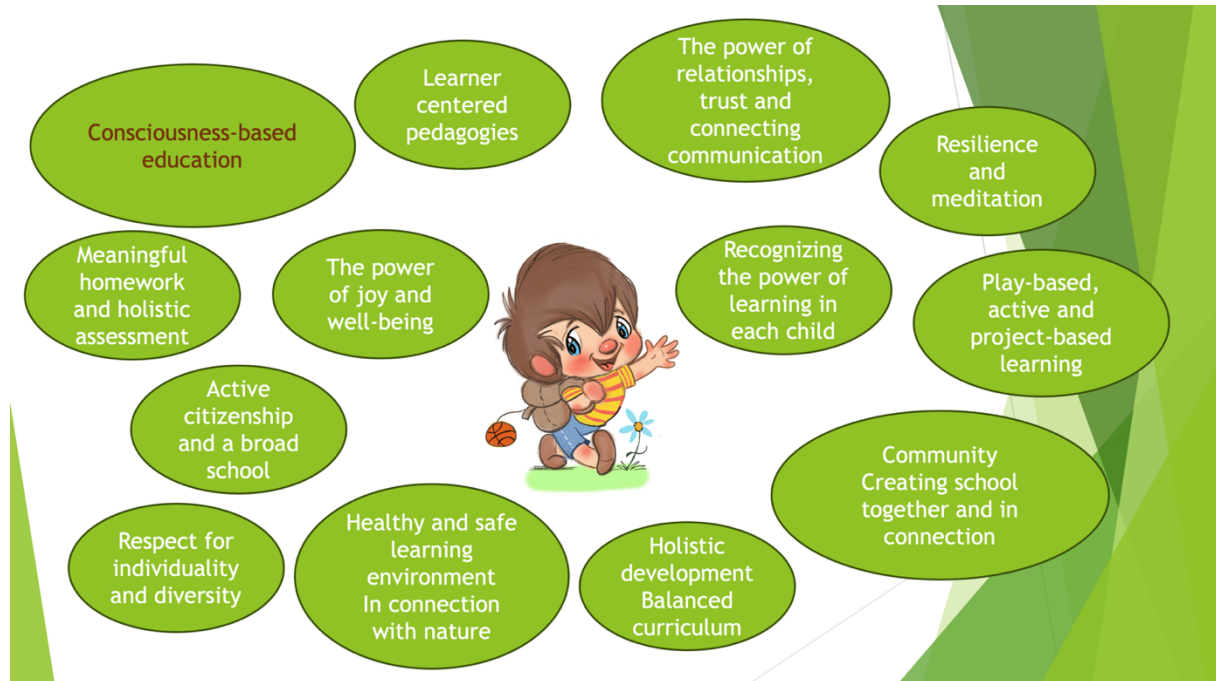 Consciousness-based
education
Learner
centered
pedagogies
The power of
relationships,
trust and
connecting
communication
Resilience
and
meditation
Meaningful
homework
and holistic
assessment
The power
of joy and
well-being
Recognizing
the power of
learning in
each child
Play-based,
active and
project-based
learning
Active
citizenship
and a broad
school
Community
Creating school
together and in
connection
Respect for
individuality
and diversity
Healthy and safe
learning
environment
In connection
with nature
Holistic
development
Balanced
curriculum